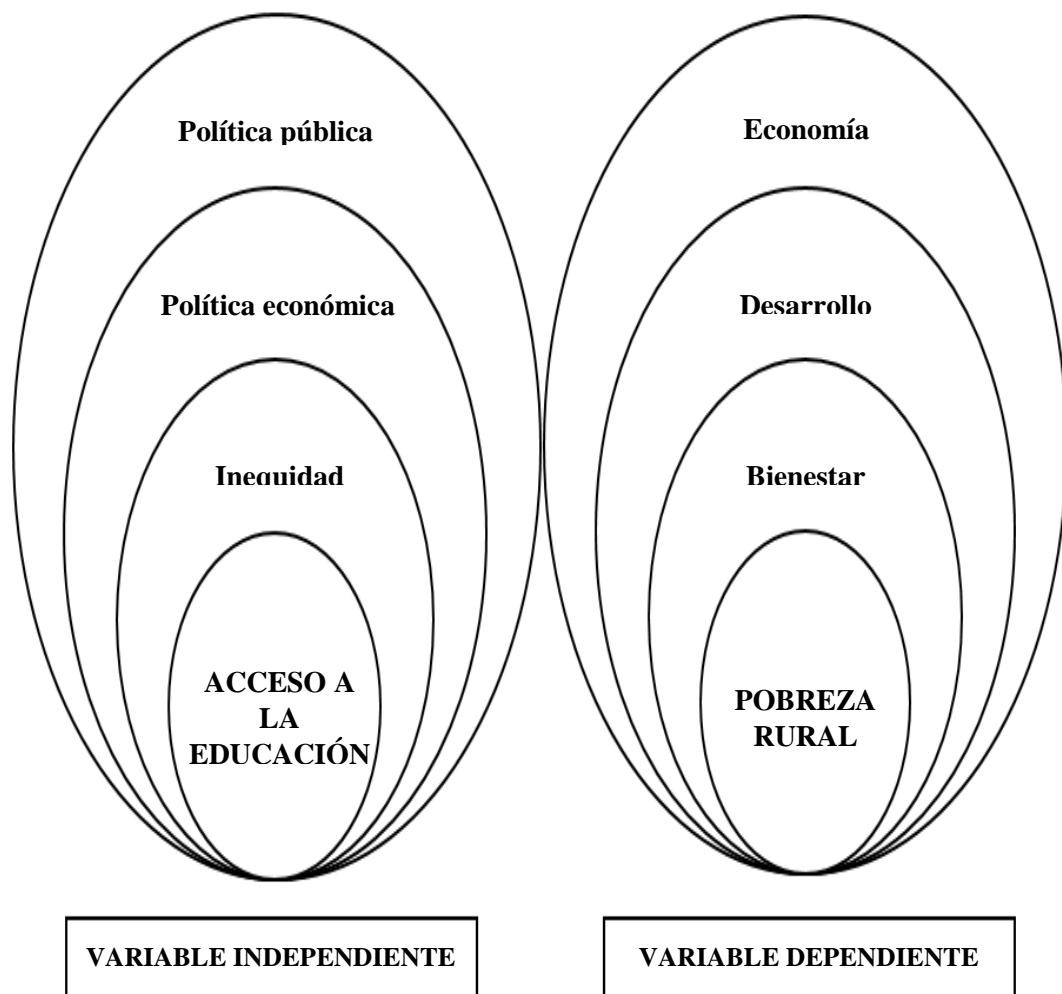 Política pública
Política económica
Inequidad
ACCESO A
LA
EDUCACIÓN
VARIABLE INDEPENDIENTE
Economía
Desarrollo
Bienestar
POBREZA
RURAL
VARIABLE DEPENDIENTE